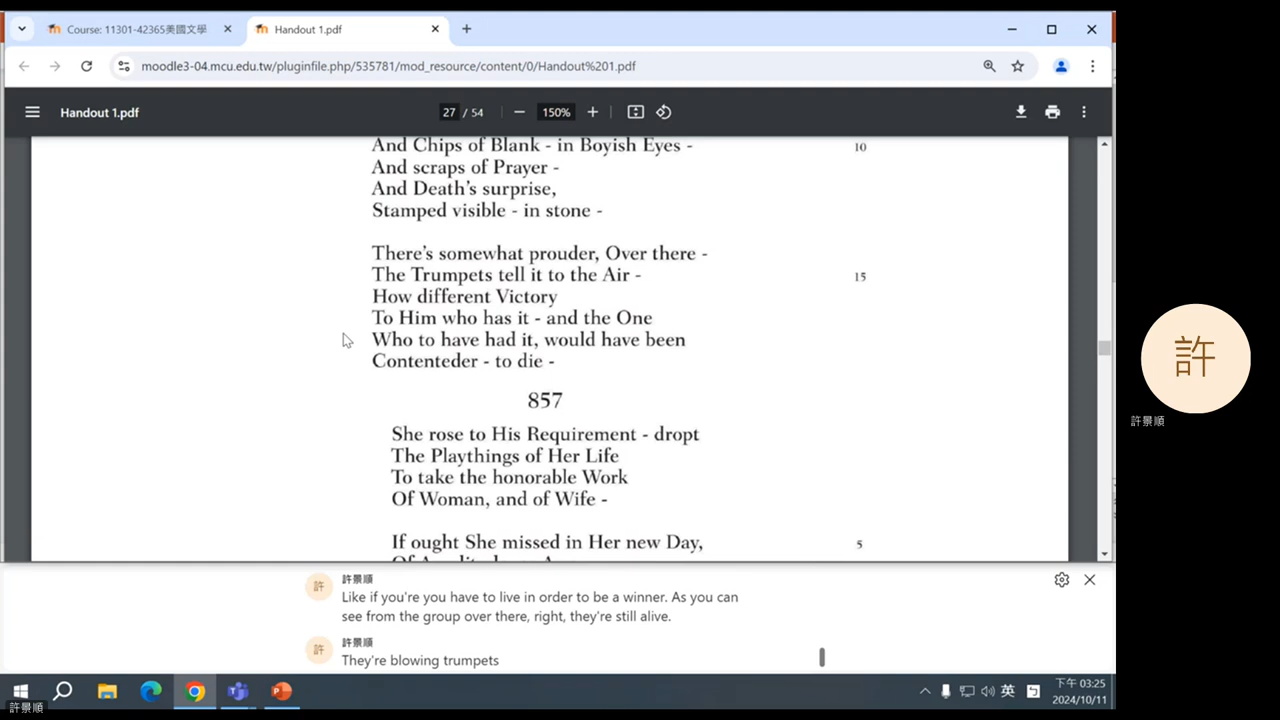 Course: 11301-42365美國文學
Handout 1.pdf
moodle3-04.mcu.edu.tw/pluginfile.php/535781/mod_resource/content/0/Handout%201.pdf
Handout 1.pdf
27 / 54
150%
And Chips of Blank - in Boyish Eyes -
10
And scraps of Prayer -
And Death's surprise,
Stamped visible - in stone -
There's somewhat prouder, Over there -
The Trumpets tell it to the Air -
15
How different Victory
To Him who has it - and the One
Who to have had it, would have been
Contenteder - to die -
857
She rose to His Requirement - dropt
The Playthings of Her Life
To take the honorable Work
Of Woman, and of Wife -
If ought She missed in Her new Day,
5
許
許景順
許
許景順
Like if you're you have to live in order to be a winner. As you can
see from the group over there, right, they're still alive.
許
許景順
They're blowing trumpets
英
下午 03:25
2024/10/11
許景順